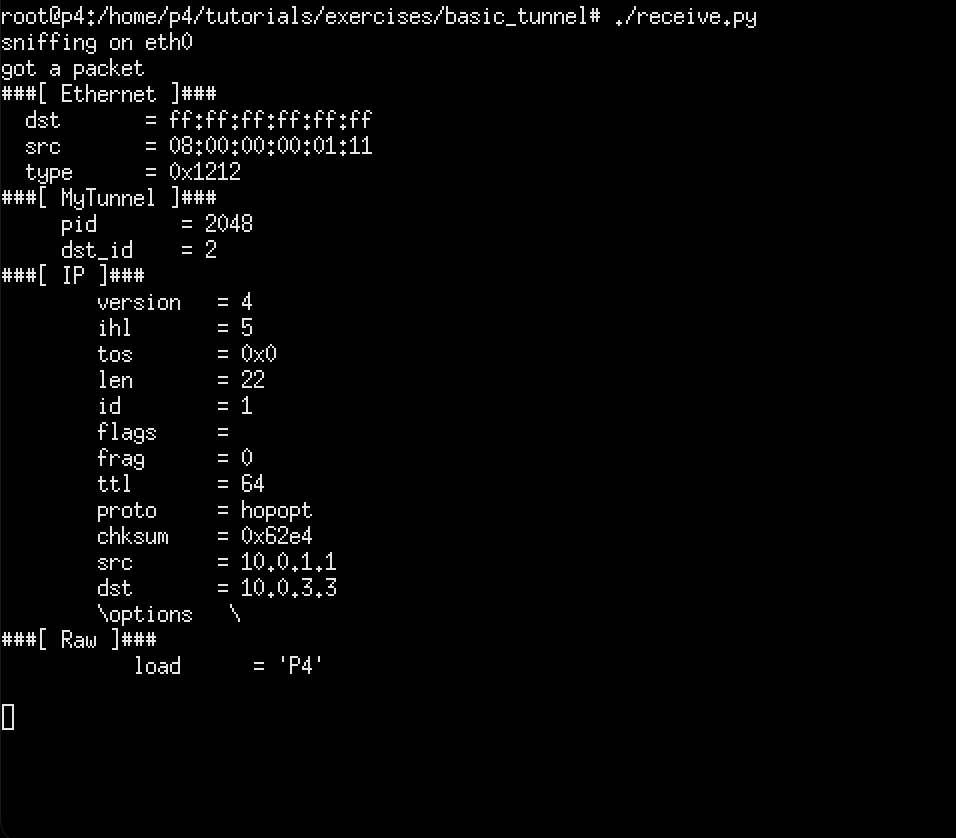 root@p4:/home/p4/tutorials/exercises/basic_tunnel# ./receive.py
sniffing on eth0
got a packet
###[ Ethernet ]###
  dst       = ff:ff:ff:ff:ff:ff
  src       = 08:00:00:00:01:11
  type      = 0x1212
###[ MyTunnel ]###
     pid       = 2048
     dst_id    = 2
###[ IP ]###
        version   = 4
        ihl       = 5
        tos       = 0x0
        len       = 22
        id        = 1
        flags     =
        frag      = 0
        ttl       = 64
        proto     = hopopt
        chksum    = 0x62e4
        src       = 10.0.1.1
        dst       = 10.0.3.3
        \options   \
###[ Raw ]###
           load      = 'P4'